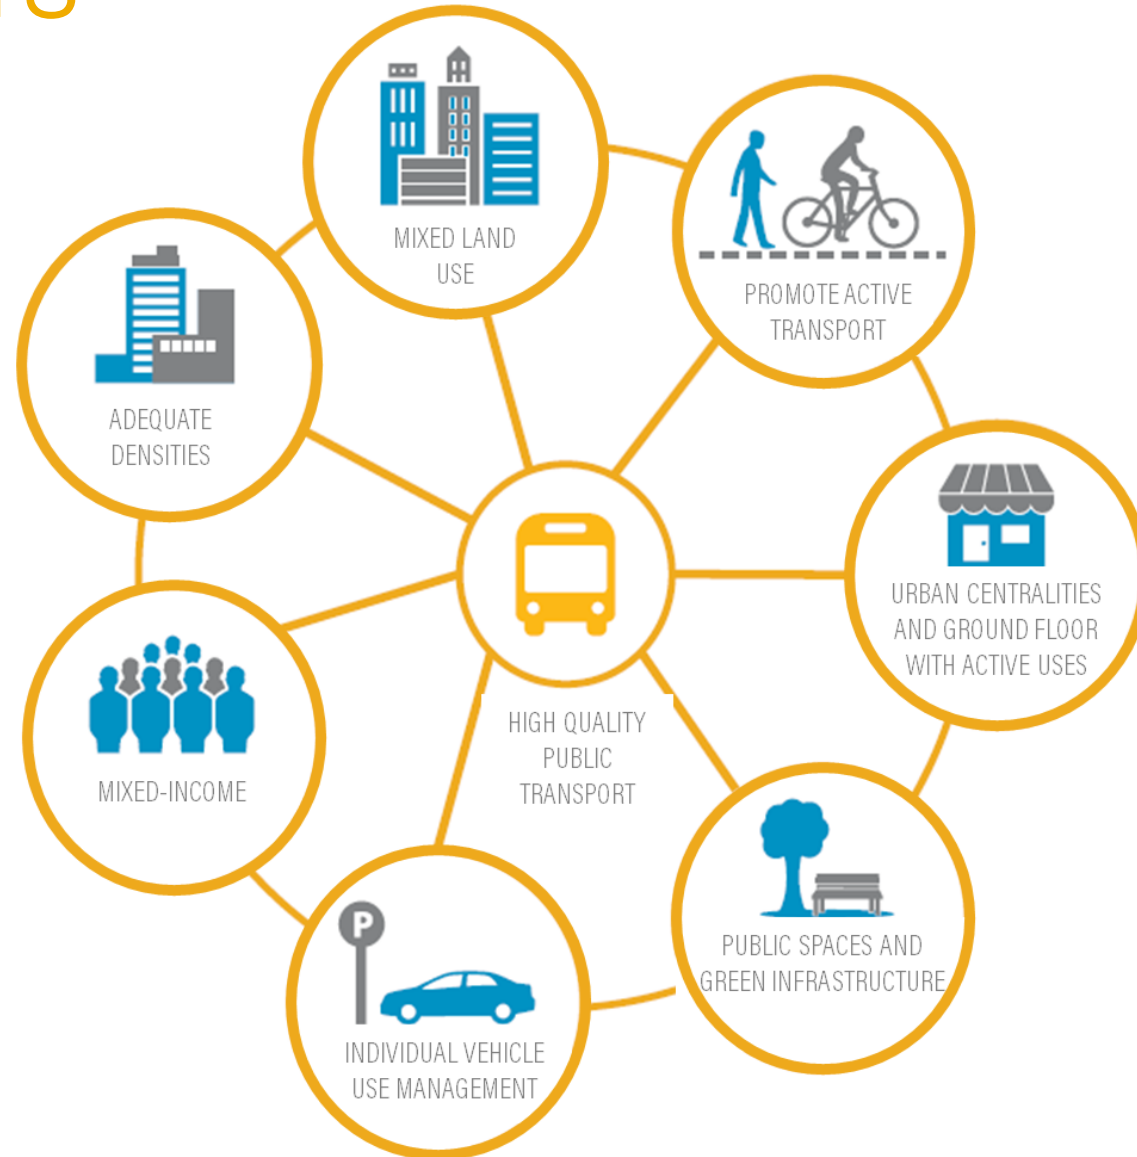 MIXED LAND
USE
PROMOTE ACTIVE
TRANSPORT
ADEQUATE
DENSITIES
URBAN CENTRALITIES
AND GROUND FLOOR
WITH ACTIVE USES
HIGH QUALITY
PUBLIC
TRANSPORT
MIXED-INCOME
P
PUBLIC SPACES AND
GREEN INFRASTRUCTURE
INDIVIDUAL VEHICLE
USE MANAGEMENT